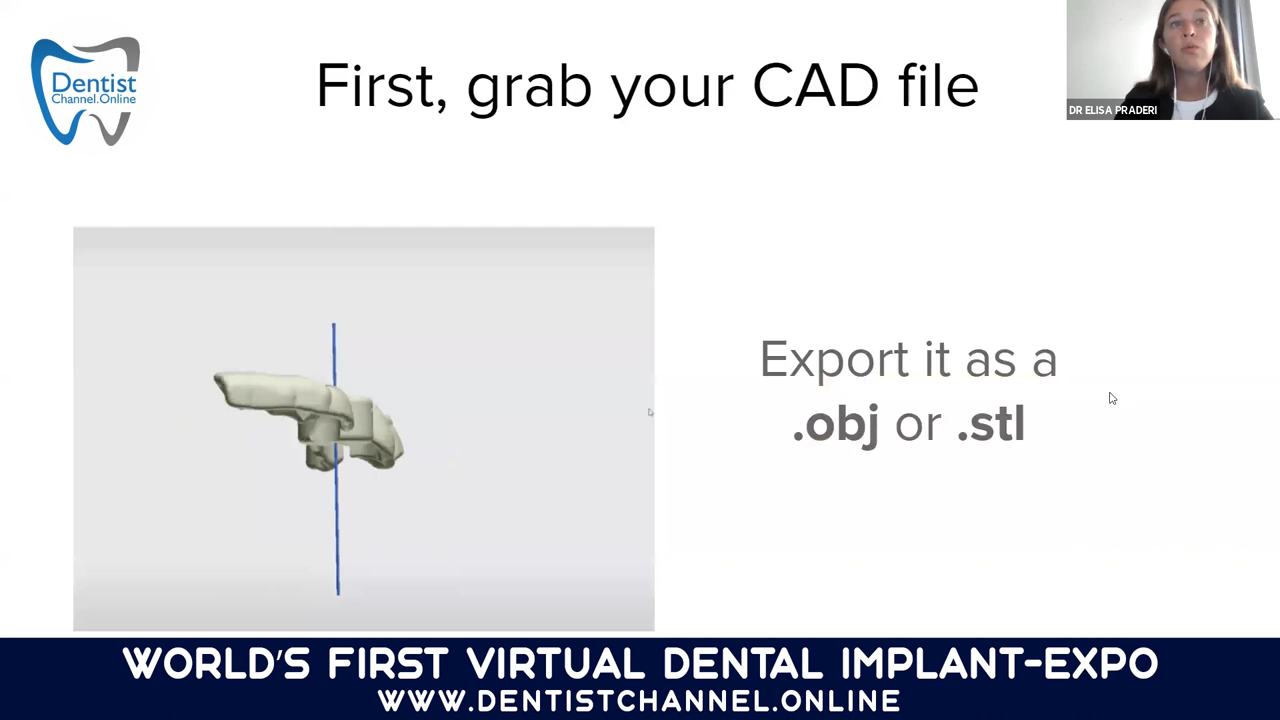 Dentist
Channel.Online
First, grab your CAD file
DR ELISA PRADERI
Export it as a
.obj or .stl
WORLD'S FIRST VIRTUAL DENTAL IMPLANT-EXPO
WWW.DENTISTCHANNEL.ONLINE